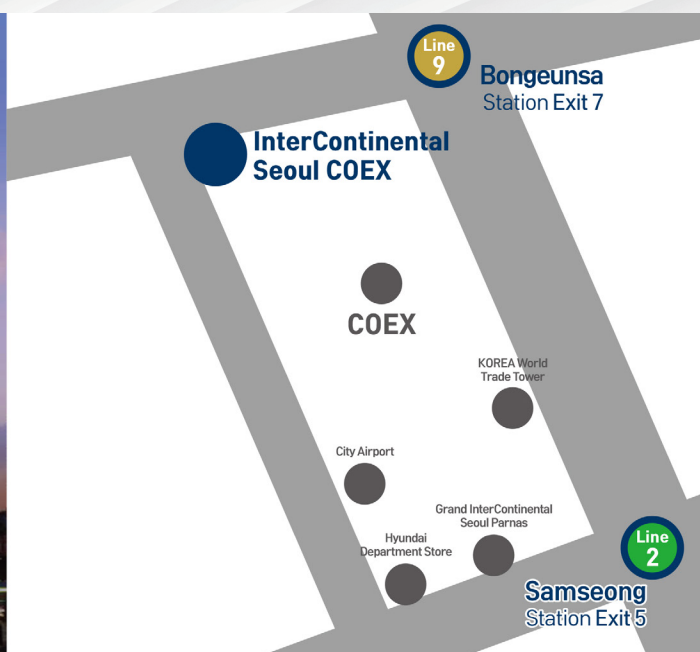 Line
9
Bongeunsa
Station Exit 7
InterContinental
Seoul COEX
COEX
KOREA World
Trade Tower
City Airport
Grand InterContinental
Seoul Parnas
Hyundai
Department Store
Line
2
Samseong
Station Exit 5